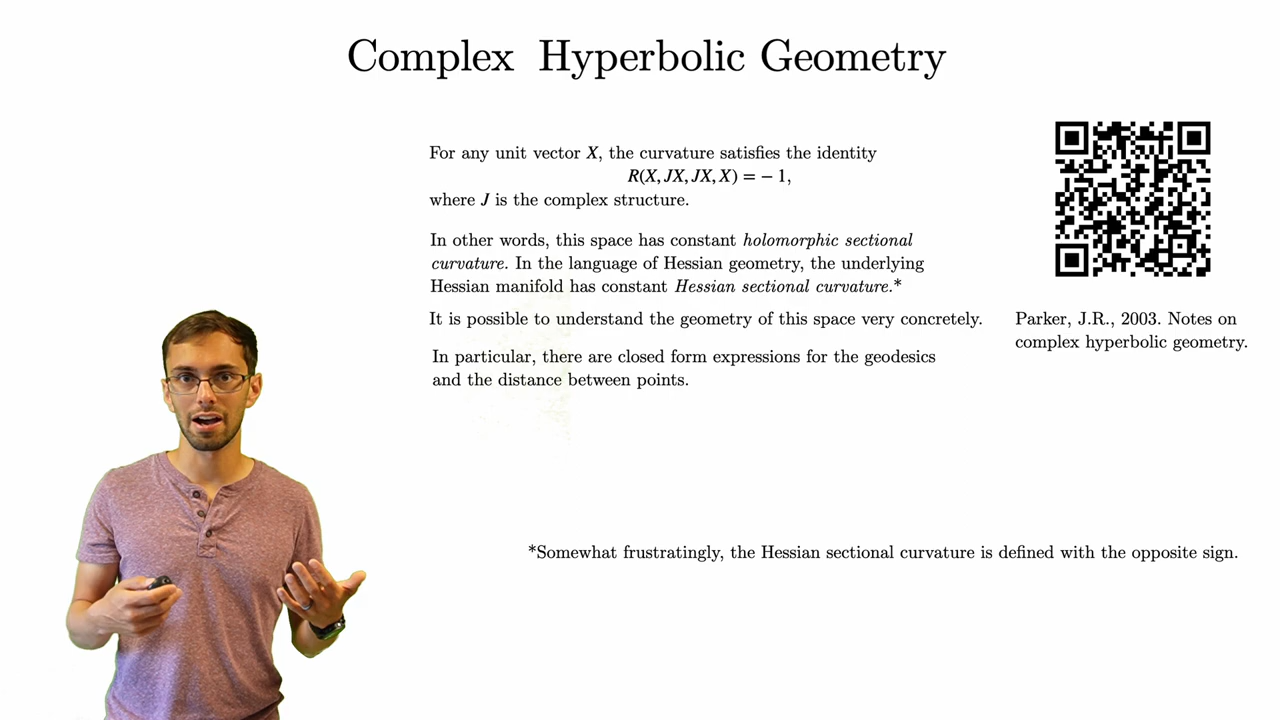 Complex Hyperbolic Geometry
For any unit vector X, the curvature satisfies the identity
R(X, JX, JX, X) = − 1,
where J is the complex structure.
In other words, this space has constant holomorphic sectional
curvature. In the language of Hessian geometry, the underlying
Hessian manifold has constant Hessian sectional curvature.*
It is possible to understand the geometry of this space very concretely.
In particular, there are closed form expressions for the geodesics
and the distance between points.
Parker, J.R., 2003. Notes on
complex hyperbolic geometry.
*Somewhat frustratingly, the Hessian sectional curvature is defined with the opposite sign.